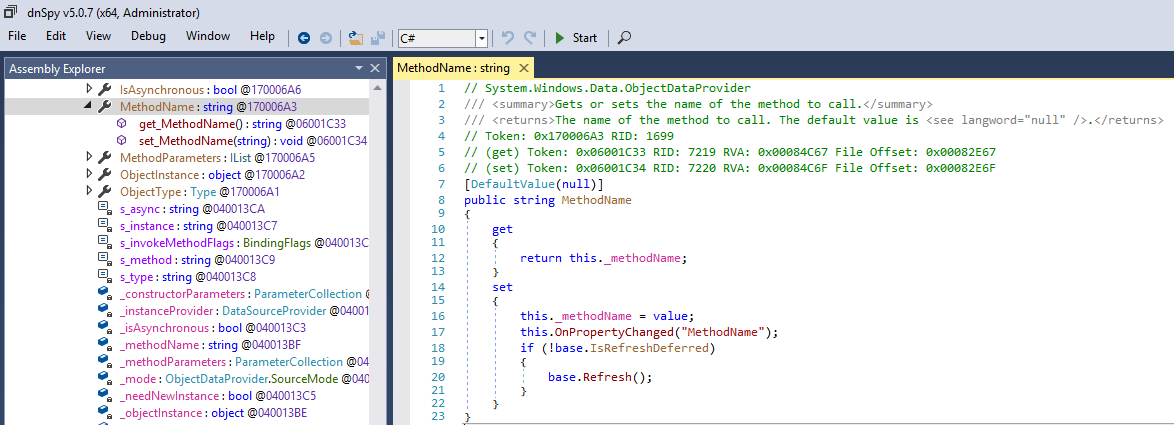 dnSpy v5.0.7 (x64, Administrator)
File Edit View Debug Window Help C# Start
Assembly Explorer
IsAsynchronous : bool @170006A6
MethodName : string @170006A3
get_MethodName() : string @06001C33
set_MethodName(string) : void @06001C34
MethodParameters : IList @170006A5
ObjectInstance : object @170006A2
ObjectType : Type @170006A1
s_async : string @040013CA
s_instance : string @040013C7
s_invokeMethodFlags : BindingFlags @040013C
s_method : string @040013C9
s_type : string @040013C8
_constructorParameters : ParameterCollection @
_instanceProvider : DataSourceProvider @04001
_isAsynchronous : bool @040013C3
_methodName : string @040013BF
_methodParameters : ParameterCollection @04
_mode : ObjectDataProvider.SourceMode @04
_needNewInstance : bool @040013C5
_objectInstance : object @040013BE
MethodName : string
1 // System.Windows.Data.ObjectDataProvider
2 /// <summary>Gets or sets the name of the method to call.</summary>
3 /// <returns>The name of the method to call. The default value is <see langword="null" />.</returns>
4 // Token: 0x170006A3 RID: 1699
5 // (get) Token: 0x06001C33 RID: 7219 RVA: 0x00084C67 File Offset: 0x00082E67
6 // (set) Token: 0x06001C34 RID: 7220 RVA: 0x00084C6F File Offset: 0x00082E6F
7 [DefaultValue(null)]
8 public string MethodName
9 {
10 get
11 {
12 return this._methodName;
13 }
14 set
15 {
16 this._methodName = value;
17 this.OnPropertyChanged("MethodName");
18 if (!base.IsRefreshDeferred)
19 {
20 base.Refresh();
21 }
22 }
23 }